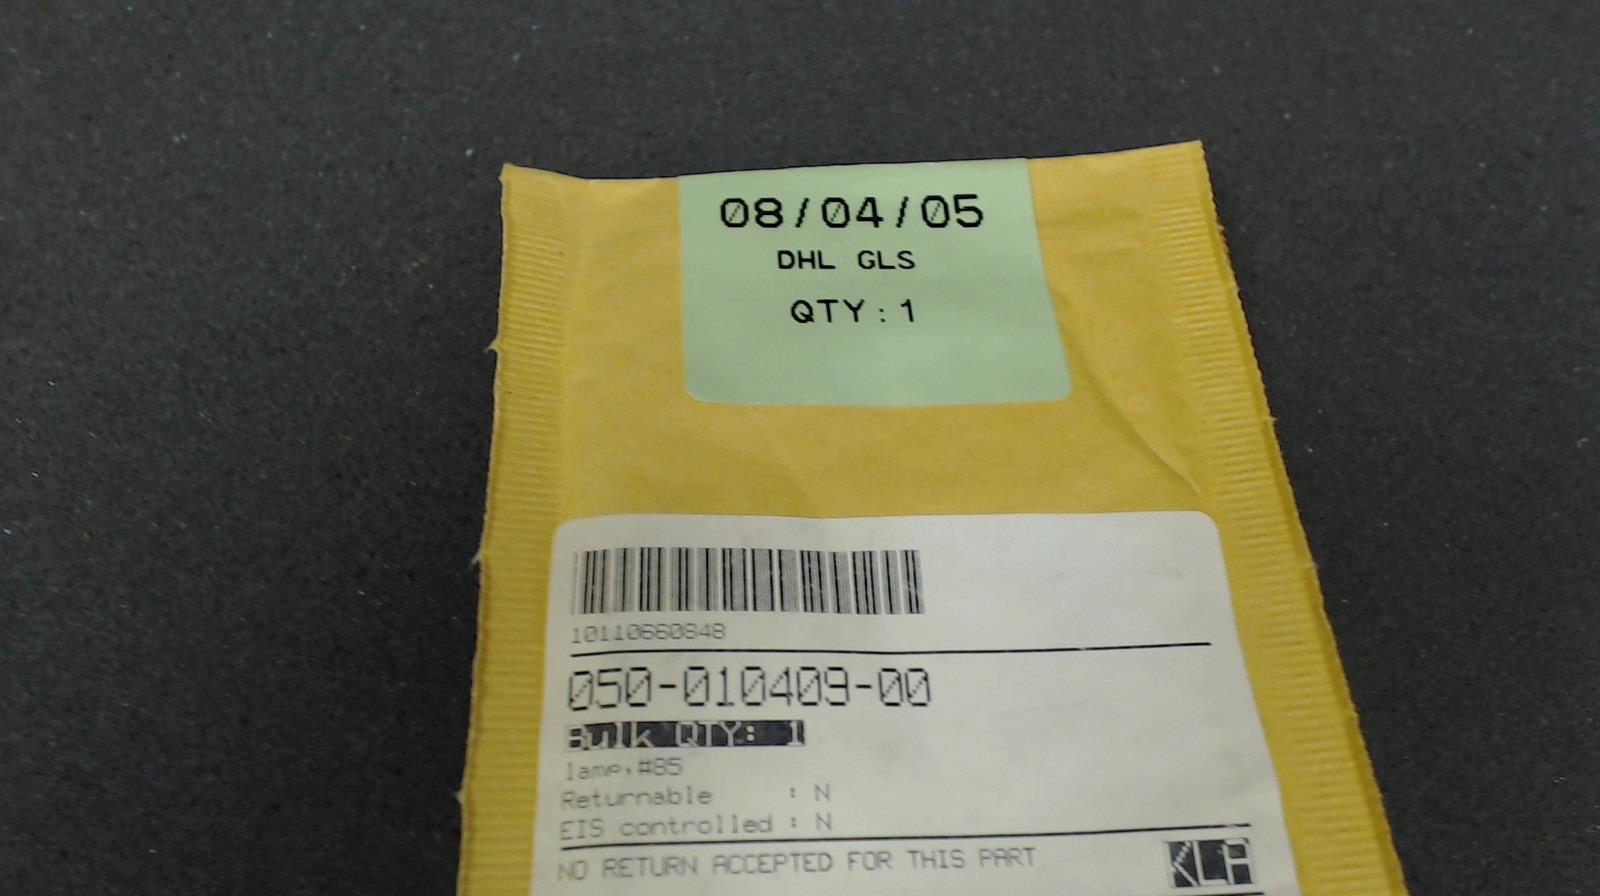 08/04/05
DHL GLS
QTY:1
10110660848
050-010409-00
Bulk QTY: 1
lamp,#85
Returnable : N
EIS controlled : N
NO RETURN ACCEPTED FOR THIS PART
KLA